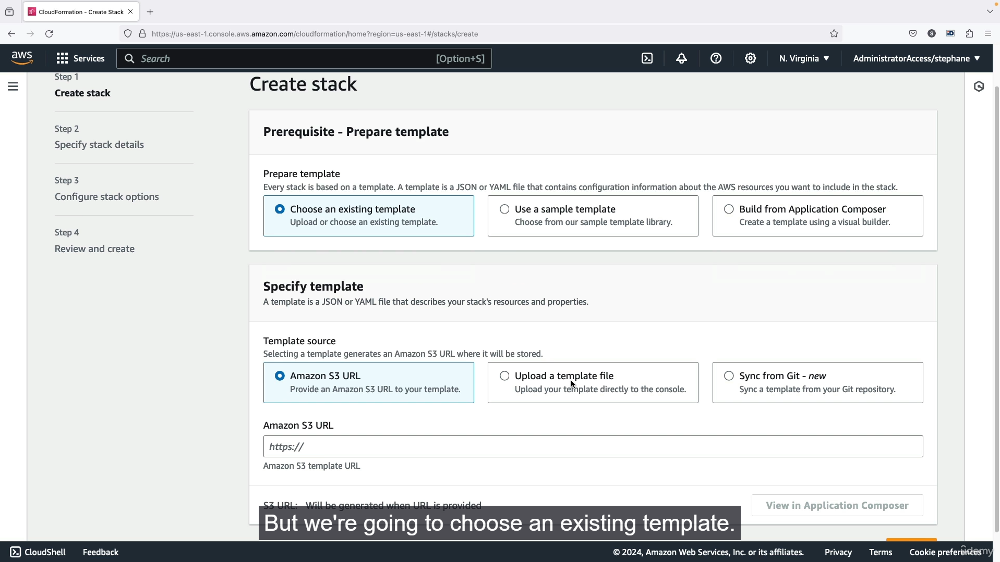 CloudFormation - Create Stack
https://us-east-1.console.aws.amazon.com/cloudformation/home?region=us-east-1#/stacks/create
S
iD
aws
Services
Search
[Option+S]
N. Virginia
AdministratorAccess/stephane
Step 1
Create stack
Step 2
Specify stack details
Step 3
Configure stack options
Step 4
Review and create
Create stack
Prerequisite - Prepare template
Prepare template
Every stack is based on a template. A template is a JSON or YAML file that contains configuration information about the AWS resources you want to include in the stack.
Choose an existing template
Upload or choose an existing template.
Use a sample template
Choose from our sample template library.
Build from Application Composer
Create a template using a visual builder.
Specify template
A template is a JSON or YAML file that describes your stack's resources and properties.
Template source
Selecting a template generates an Amazon S3 URL where it will be stored.
Amazon S3 URL
Provide an Amazon S3 URL to your template.
Upload a template file
Upload your template directly to the console.
Sync from Git - new
Sync a template from your Git repository.
Amazon S3 URL
https://
Amazon S3 template URL
S3 URL: Will be generated when URL is provided
View in Application Composer
But we're going to choose an existing template.
CloudShell
Feedback
© 2024, Amazon Web Services, Inc. or its affiliates.
Privacy
Terms
Cookie preferences
udemy